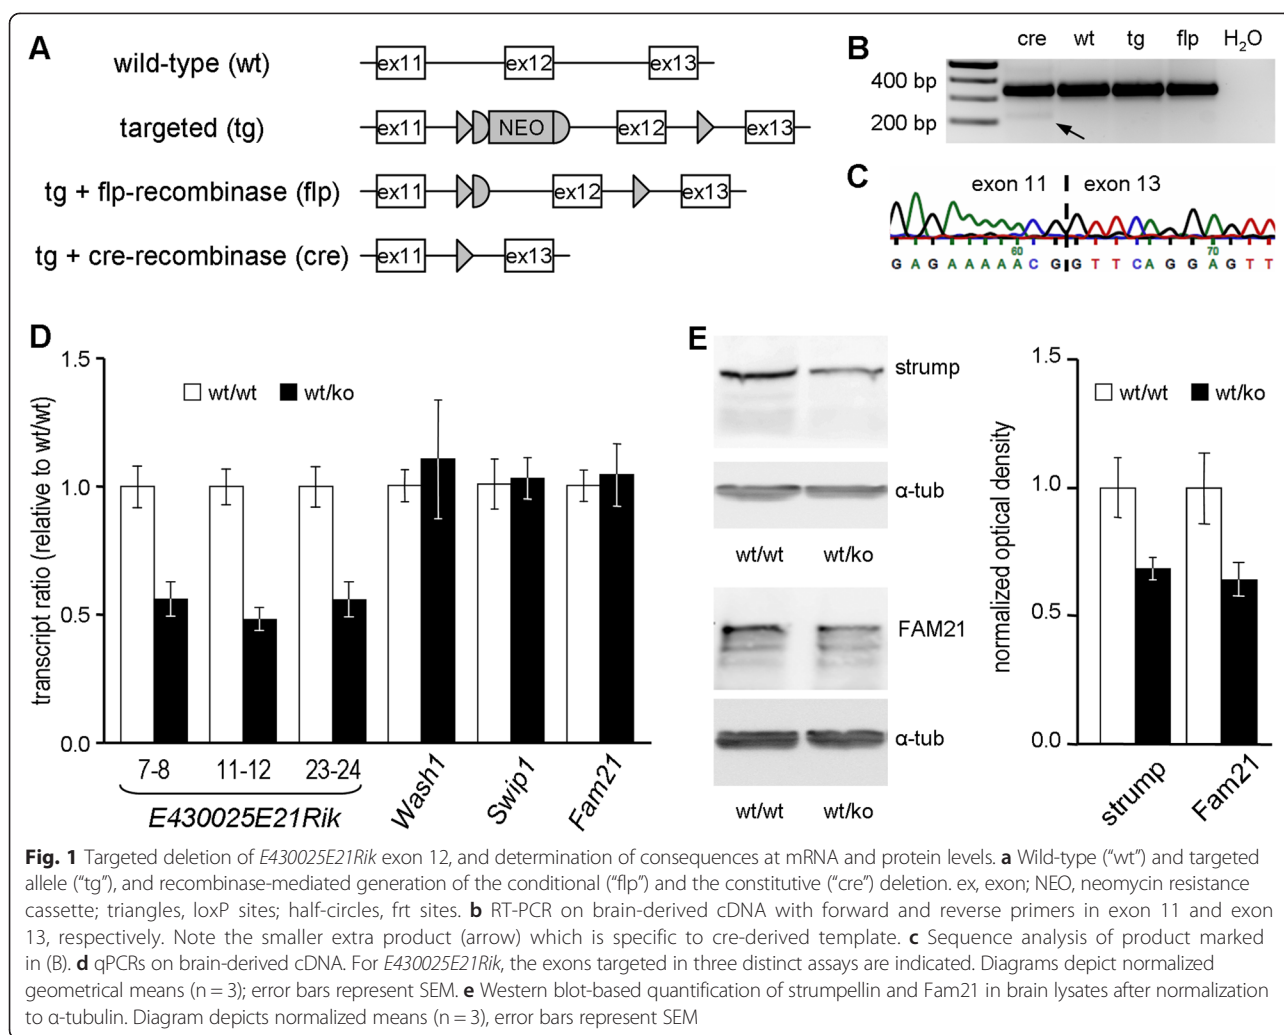 A
wild-type (wt)
ex11 ex12 ex13
targeted (tg)
ex11 NEO ex12 ex13
tg + flp-recombinase (flp)
ex11 ex12 ex13
tg + cre-recombinase (cre)
ex11 ex13
B
cre wt tg flp H₂O
400 bp
200 bp
C
exon 11 exon 13
60 70
G A G A A A A A C G G T T C A G G A G T T
D
transcript ratio (relative to wt/wt)
1.5
1.0
0.5
0.0
wt/wt wt/ko
7-8 11-12 23-24
E430025E21Rik
Wash1
Swip1
Fam21
E
strump
α-tub
wt/wt wt/ko
FAM21
α-tub
wt/wt wt/ko
normalized optical density
1.5
1.0
0.5
0.0
wt/wt wt/ko
strump
Fam21
Fig. 1 Targeted deletion of E430025E21Rik exon 12, and determination of consequences at mRNA and protein levels. a Wild-type (“wt”) and targeted
allele (“tg”), and recombinase-mediated generation of the conditional (“flp”) and the constitutive (“cre”) deletion. ex, exon; NEO, neomycin resistance
cassette; triangles, loxP sites; half-circles, frt sites. b RT-PCR on brain-derived cDNA with forward and reverse primers in exon 11 and exon
13, respectively. Note the smaller extra product (arrow) which is specific to cre-derived template. c Sequence analysis of product marked
in (B). d qPCRs on brain-derived cDNA. For E430025E21Rik, the exons targeted in three distinct assays are indicated. Diagrams depict normalized
geometrical means (n = 3); error bars represent SEM. e Western blot-based quantification of strumpellin and Fam21 in brain lysates after normalization
to α-tubulin. Diagram depicts normalized means (n = 3), error bars represent SEM